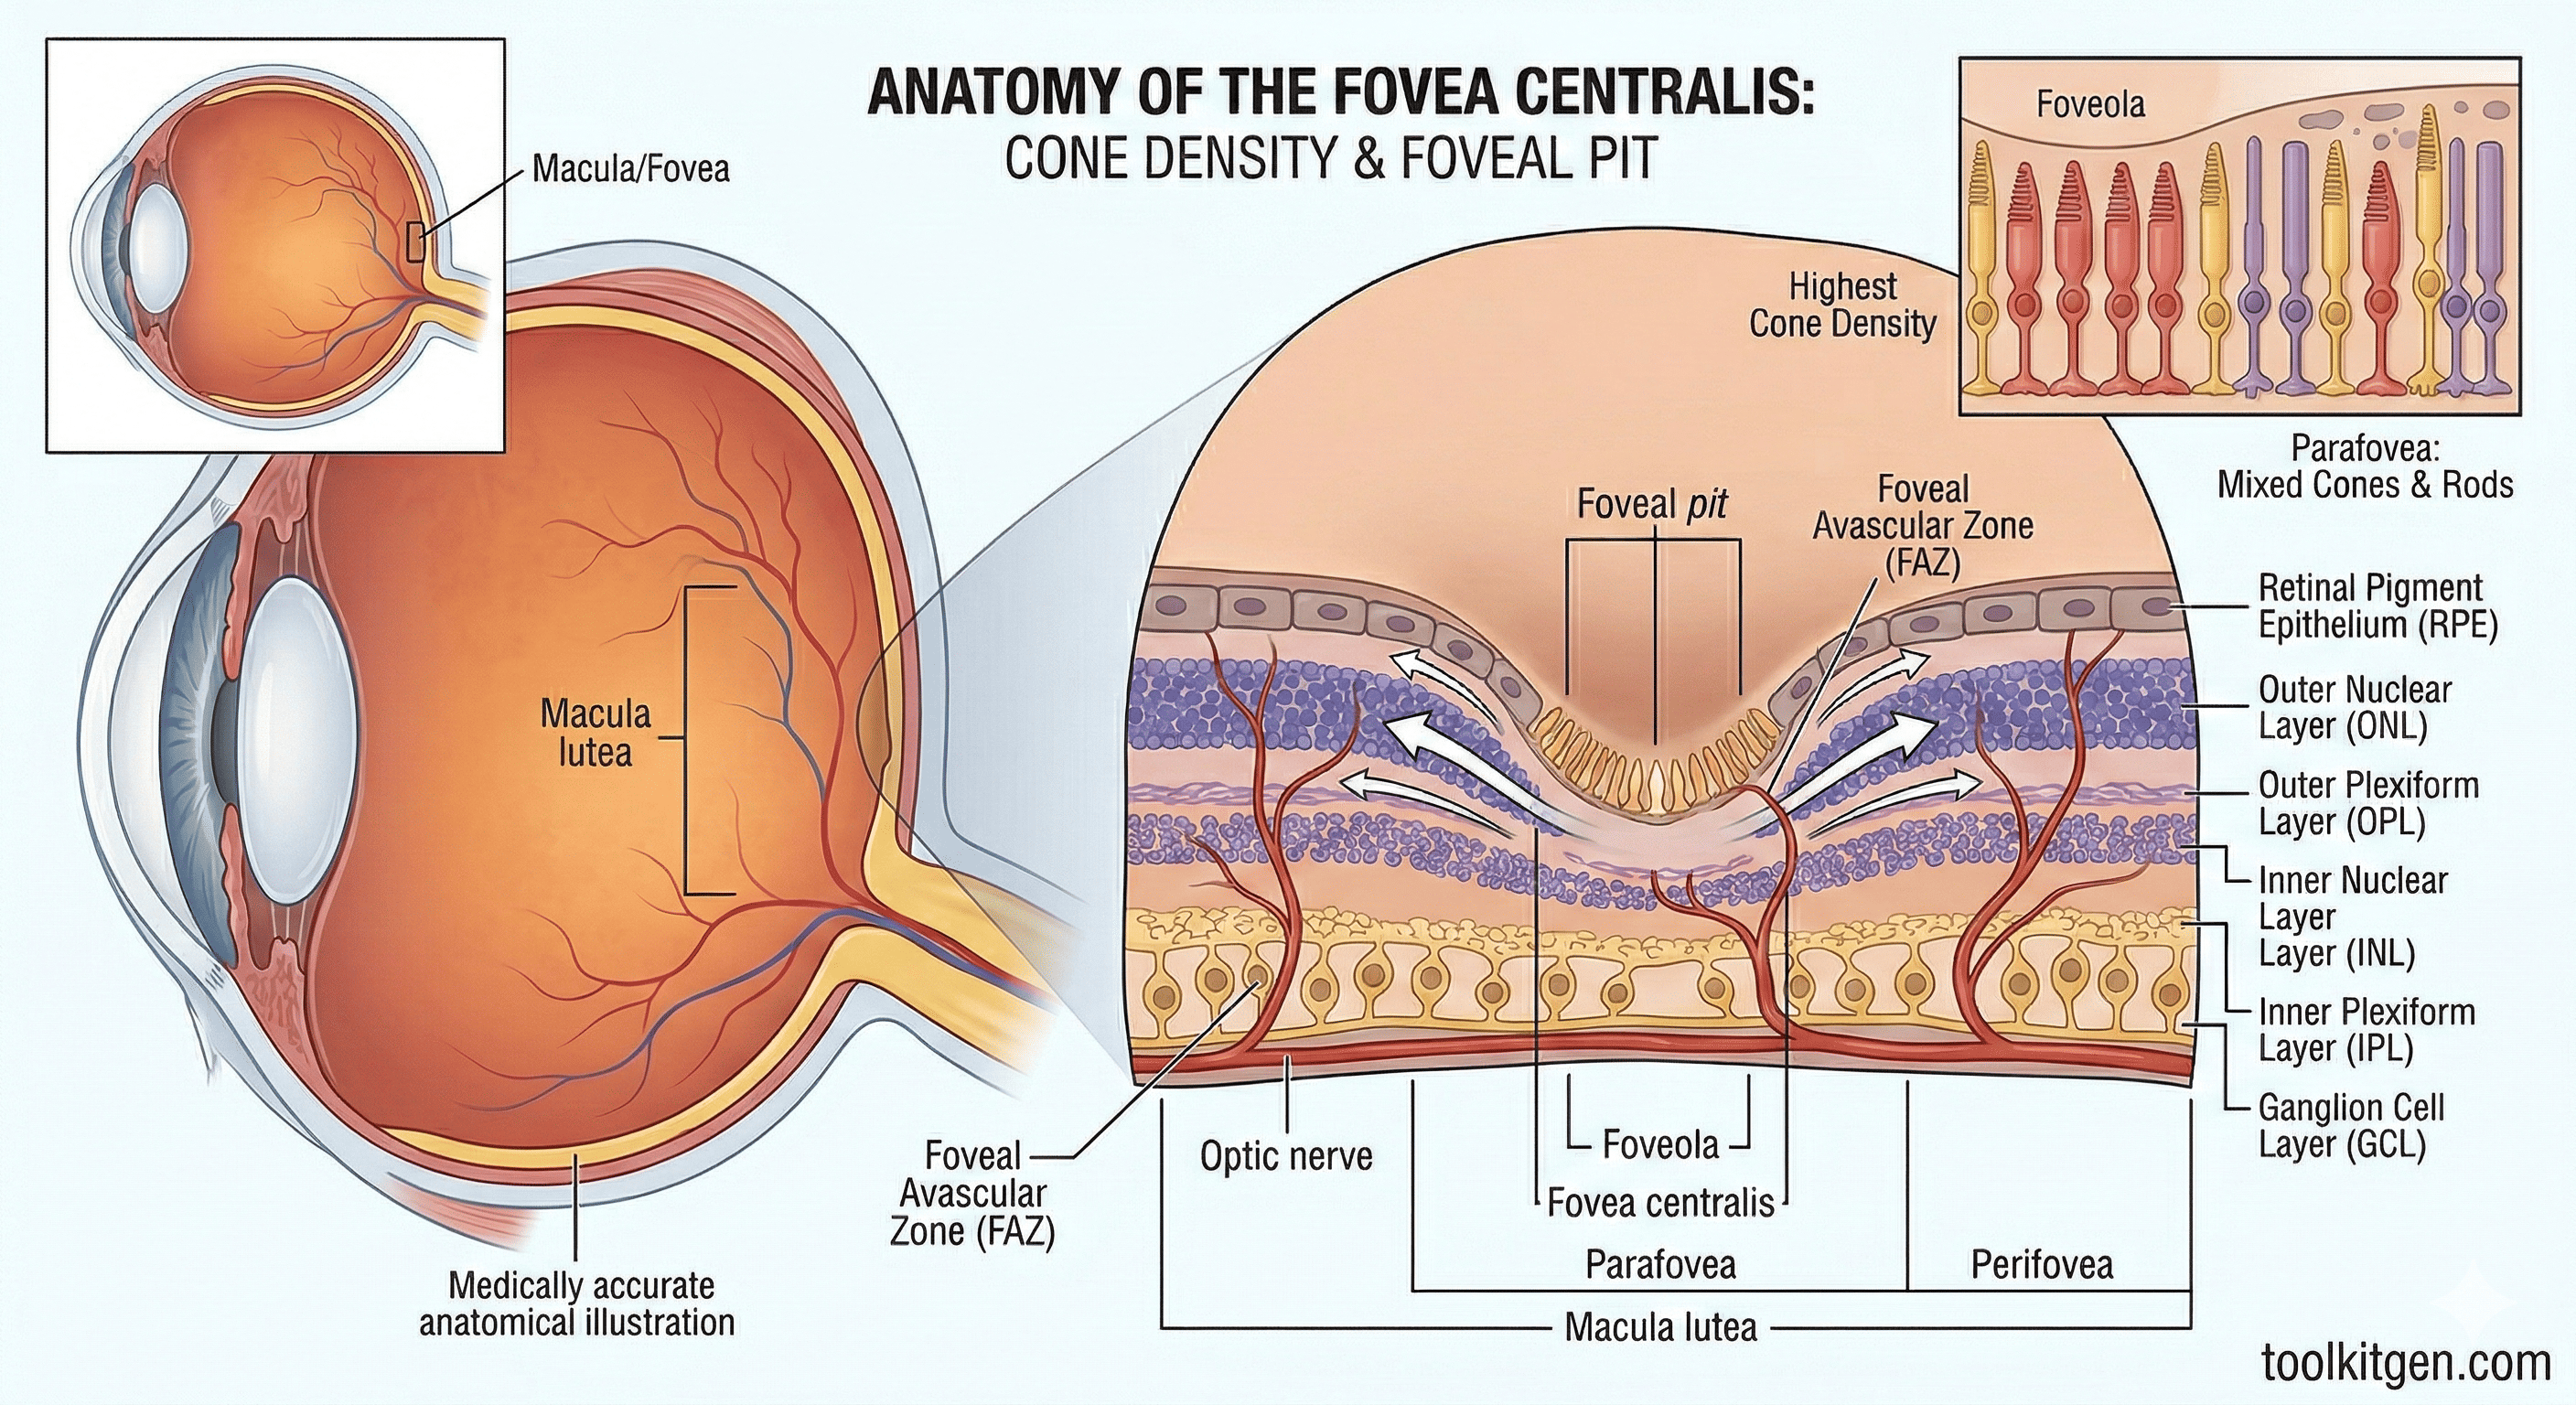 ANATOMY OF THE FOVEA CENTRALIS:
CONE DENSITY & FOVEAL PIT
Macula/Fovea
Foveola
Highest
Cone Density
Parafovea:
Mixed Cones & Rods
Foveal pit
Foveal
Avascular Zone
(FAZ)
Retinal Pigment
Epithelium (RPE)
Outer Nuclear
Layer (ONL)
Outer Plexiform
Layer (OPL)
Inner Nuclear
Layer
Layer (INL)
Inner Plexiform
Layer (IPL)
Ganglion Cell
Layer (GCL)
Macula
lutea
Foveal
Avascular
Zone (FAZ)
Optic nerve
Foveola
Fovea centralis
Parafovea
Perifovea
Macula lutea
Medically accurate
anatomical illustration
toolkitgen.com